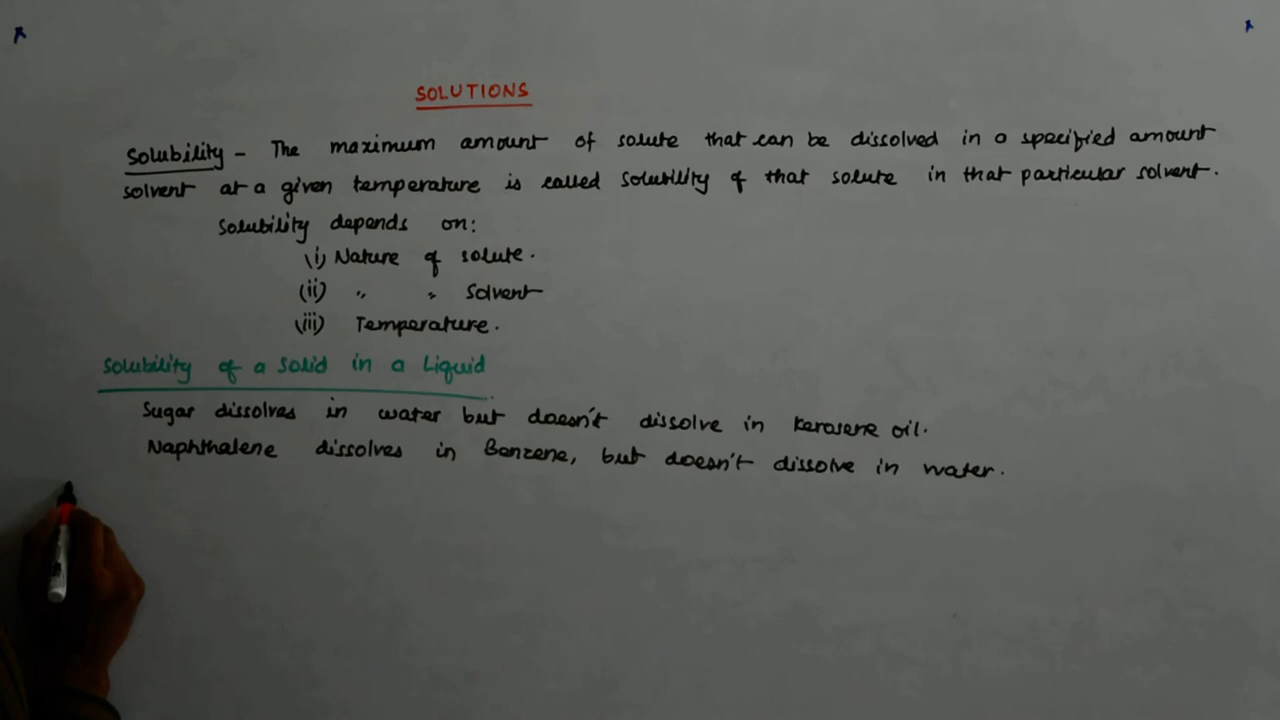 SOLUTIONS
Solubility - The maximum amount of solute that can be dissolved in a specified amount
solvent at a given temperature is called solubility of that solute in that particular solvent.
Solubility depends on:
(i) Nature of solute.
(ii) " " Solvent
(iii) Temperature.
Solubility of a Solid in a Liquid
Sugar dissolves in water but doesn't dissolve in kerosene oil.
Naphthalene dissolves in Benzene, but doesn't dissolve in water.